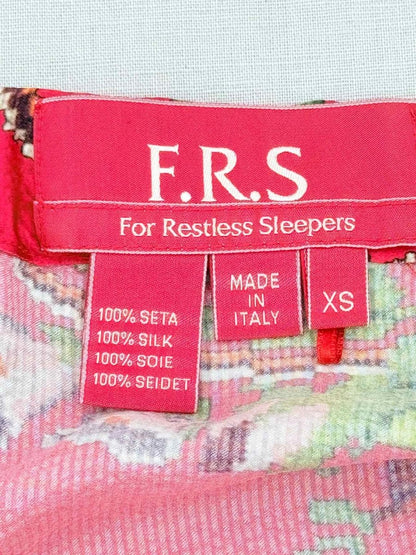 F.R.S
For Restless Sleepers
100% SETA
100% SILK
100% SOIE
100% SEIDET
MADE
IN
ITALY
XS